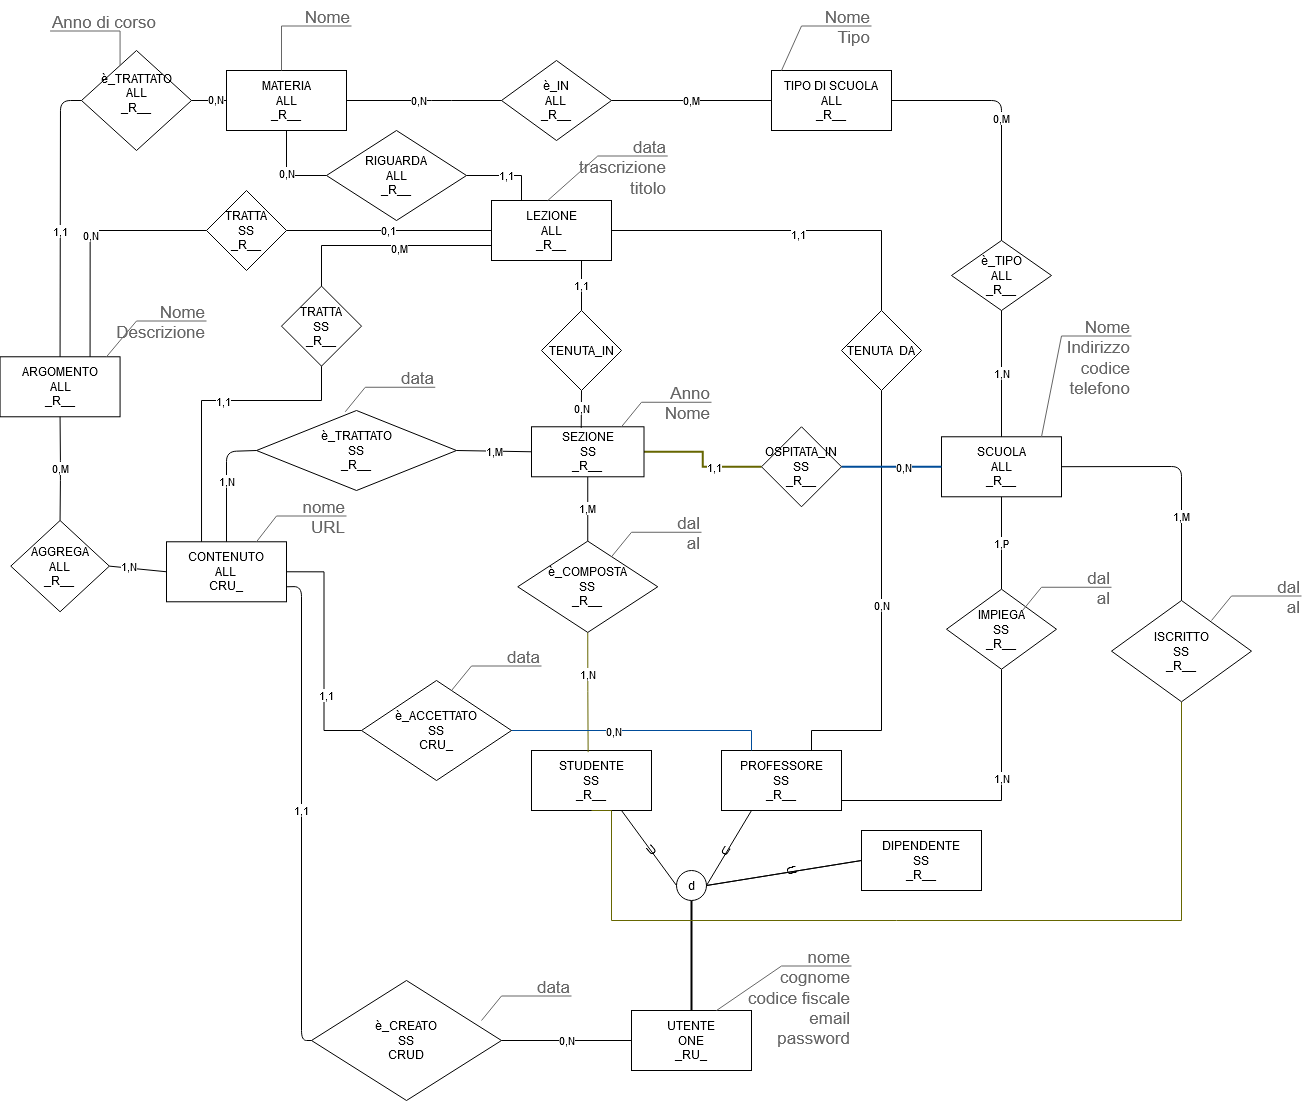 Anno di corso
Nome
Nome
Tipo
è_TRATTATO
ALL
_R__
0,N
MATERIA
ALL
_R__
0,N
è_IN
ALL
_R__
0,M
TIPO DI SCUOLA
ALL
_R__
0,M
data
trascrizione
titolo
0,N
RIGUARDA
ALL
_R__
1,1
1,1
0,N
TRATTA
SS
_R__
0,1
0,M
LEZIONE
ALL
_R__
1,1
è_TIPO
ALL
_R__
1,1
Nome
Descrizione
TRATTA
SS
_R__
TENUTA_IN
TENUTA DA
Nome
Indirizzo
codice
telefono
ARGOMENTO
ALL
_R__
1,1
data
0,N
1,N
Anno
Nome
è_TRATTATO
SS
_R__
1,M
SEZIONE
SS
_R__
1,1
OSPITATA_IN
SS
_R__
0,N
SCUOLA
ALL
_R__
0,M
1,N
nome
URL
1,M
dal
al
1,P
1,M
AGGREGA
ALL
_R__
1,N
CONTENUTO
ALL
CRU_
è_COMPOSTA
SS
_R__
0,N
dal
al
dal
al
IMPIEGA
SS
_R__
ISCRITTO
SS
_R__
data
1,N
1,1
è_ACCETTATO
SS
CRU_
0,N
STUDENTE
SS
_R__
PROFESSORE
SS
_R__
1,N
1,1
U
U
U
d
DIPENDENTE
SS
_R__
data
nome
cognome
codice fiscale
email
password
è_CREATO
SS
CRUD
0,N
UTENTE
ONE
_RU_